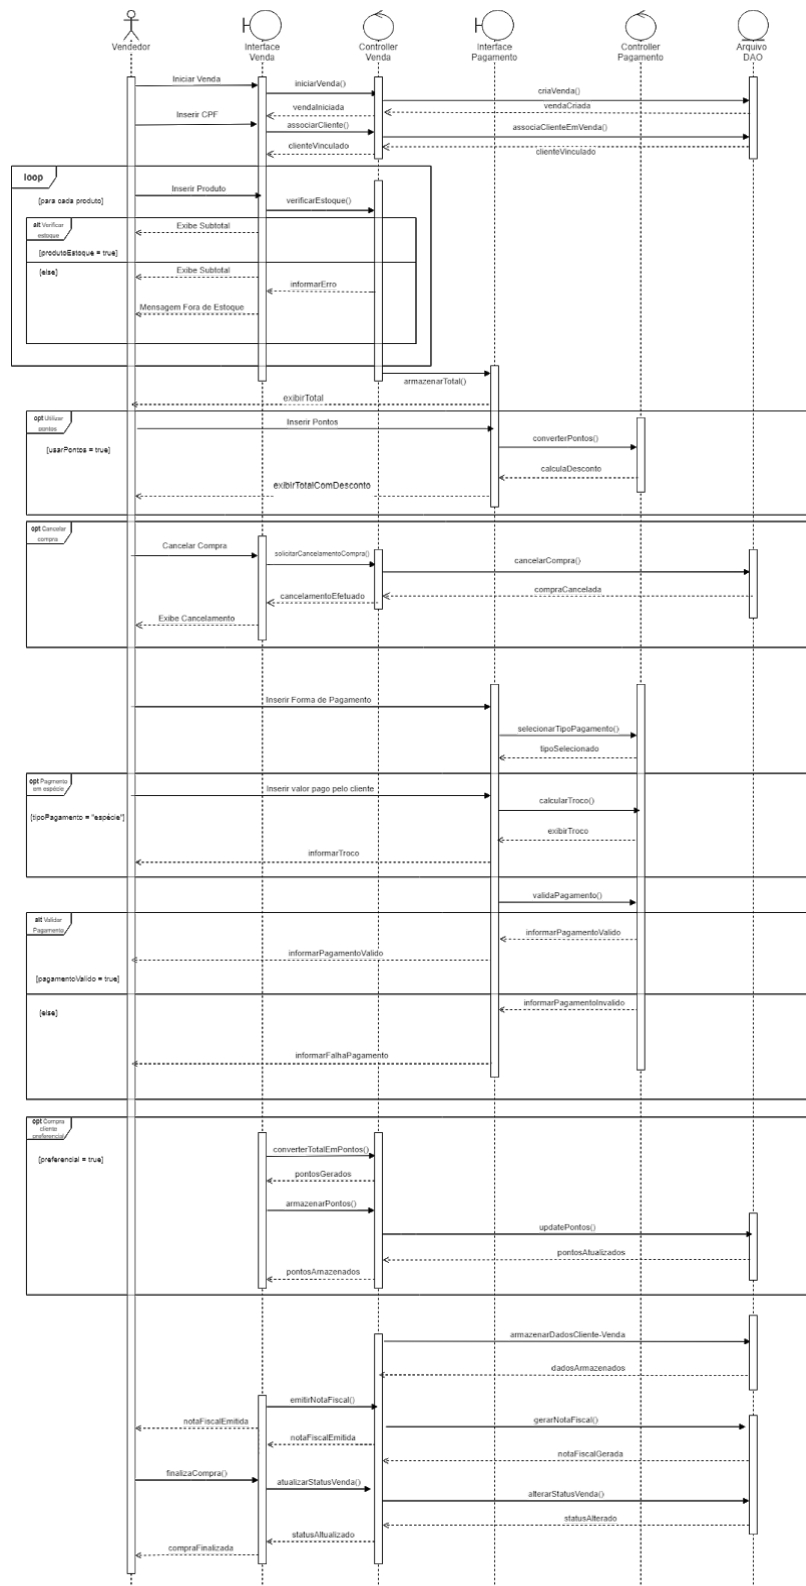 Vendedor
Interface
Venda
Controller
Venda
Interface
Pagamento
Controller
Pagamento
Arquivo
DAO
Iniciar Venda
iniciarVenda()
criaVenda()
vendaCriada
vendaIniciada
Inserir CPF
associarCliente()
associaClienteEmVenda()
clienteVinculado
clienteVinculado
loop
[para cada produto]
Inserir Produto
verificarEstoque()
alt Verificar
estoque
Exibe Subtotal
[produtoEstoque = true]
[else]
Exibe Subtotal
informarErro
Mensagem Fora de Estoque
armazenarTotal()
exibirTotal
opt Utilizar
pontos
Inserir Pontos
[usarPontos = true]
converterPontos()
calculaDesconto
exibirTotalComDesconto
opt Cancelar
compra
Cancelar Compra
solicitarCancelamentoCompra()
cancelarCompra()
compraCancelada
cancelamentoEfetuado
Exibe Cancelamento
Inserir Forma de Pagamento
selecionarTipoPagamento()
tipoSelecionado
opt Pagmento
em espécie
Inserir valor pago pelo cliente
calcularTroco()
[tipoPagamento = "espécie"]
exibirTroco
informarTroco
validaPagamento()
alt Validar
Pagamento
informarPagamentoValido
informarPagamentoValido
[pagamentoValido = true]
[else]
informarPagamentoInvalido
informarFalhaPagamento
opt Compra
cliente
preferencial
[preferencial = true]
converterTotalEmPontos()
pontosGerados
armazenarPontos()
updatePontos()
pontosAtualizados
pontosAmazenados
armazenarDadosCliente-Venda
dadosArmazenados
emitirNotaFiscal()
notaFiscalEmitida
gerarNotaFiscal()
notaFiscalEmitida
notaFiscalGerada
finalizaCompra()
atualizarStatusVenda()
alterarStatusVenda()
statusAlterado
statusAltualizado
compraFinalizada